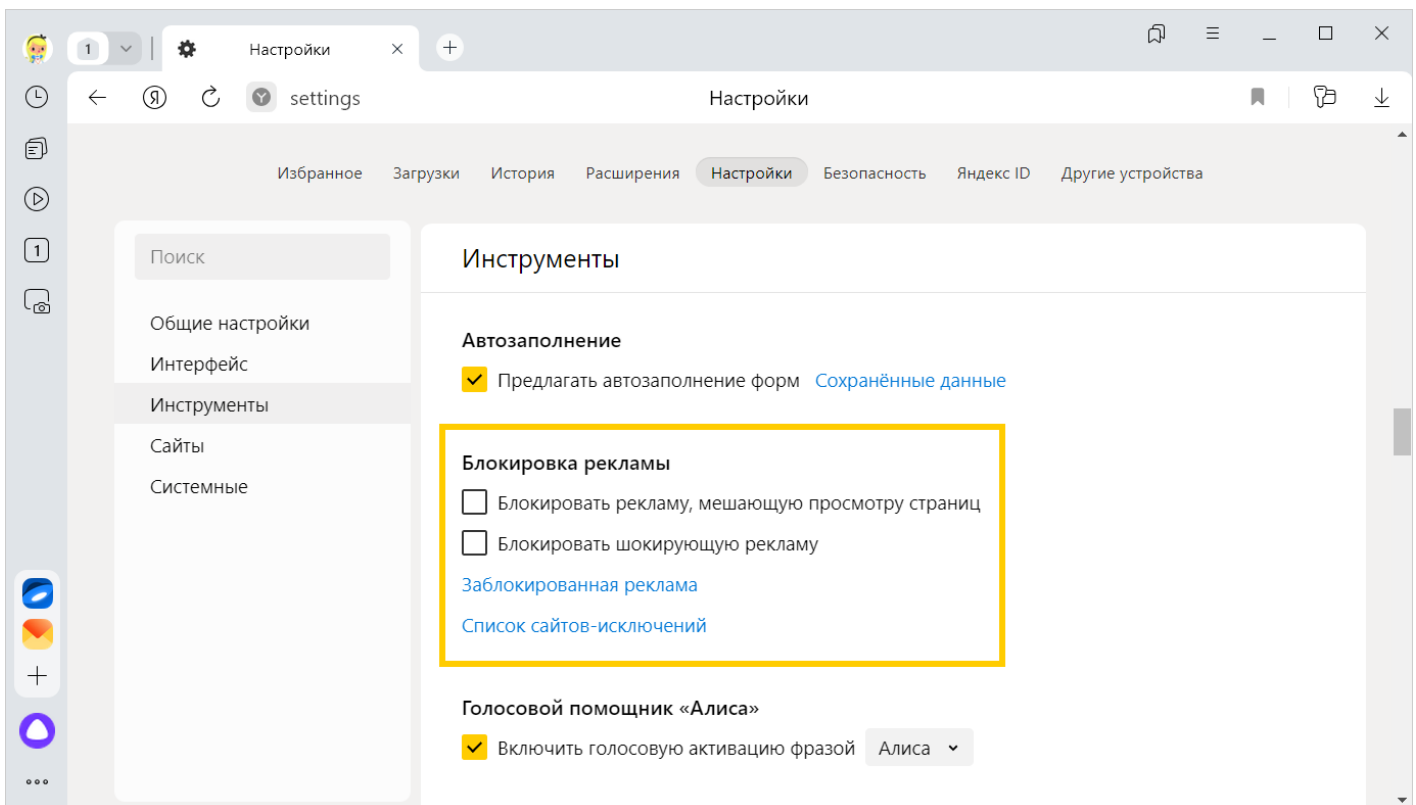 1
Настройки
Я
settings
Настройки
Избранное Загрузки История Расширения Настройки Безопасность Яндекс ID Другие устройства
1
Поиск
Общие настройки
Интерфейс
Инструменты
Сайты
Системные
Инструменты
Автозаполнение
Предлагать автозаполнение форм Сохранённые данные
Блокировка рекламы
Блокировать рекламу, мешающую просмотру страниц
Блокировать шокирующую рекламу
Заблокированная реклама
Список сайтов-исключений
Голосовой помощник «Алиса»
Включить голосовую активацию фразой Алиса